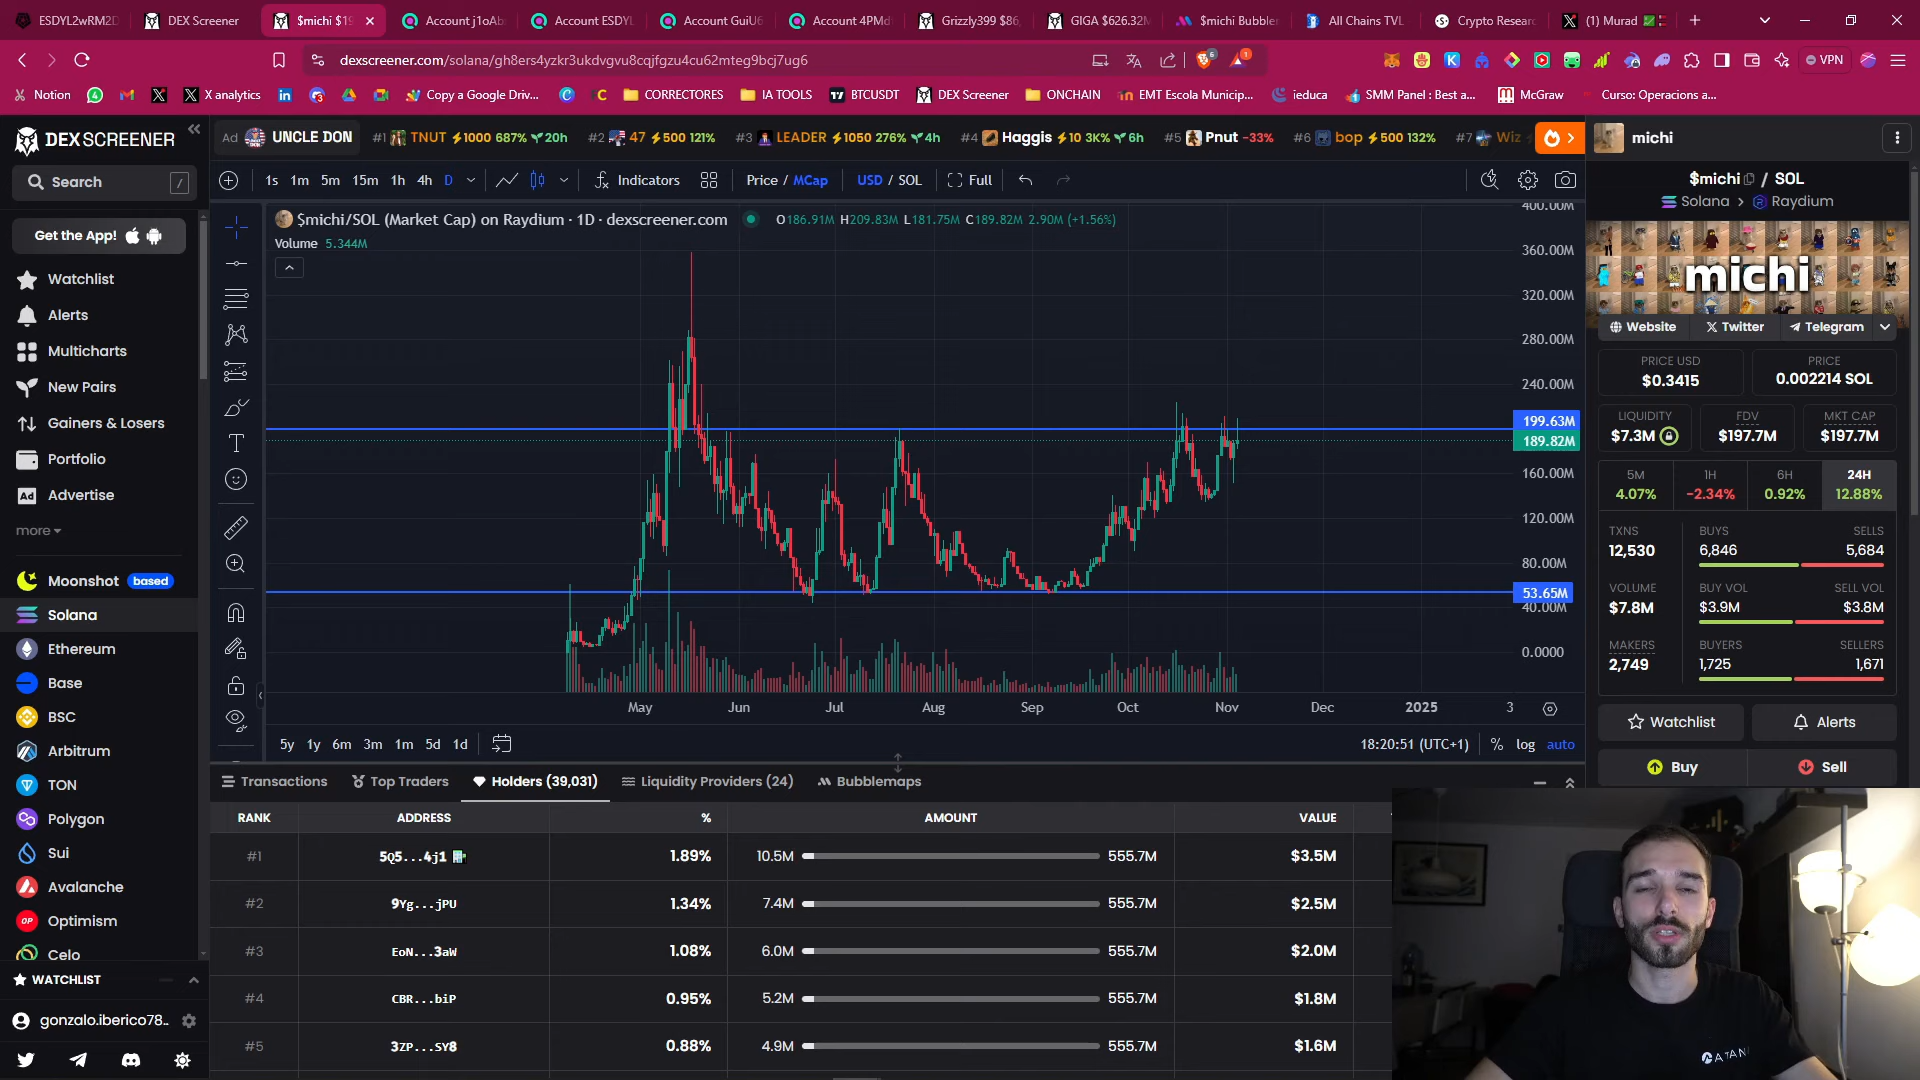 ESDYL2wRM2D
DEX Screener
$michi $19
Account j1oAb
Account ESDYL
Account GuiU6
Account 4PMd
Grizzly399 $86
GIGA $626.32M
$michi Bubble
All Chains TVL
Crypto Resear
(1) Murad
dexscreener.com/solana/gh8ers4yzkr3ukdvgvu8cqjfgzu4cu62mteg9bcj7ug6
VPN
Notion
X analytics
Copy a Google Driv...
CORRECTORES
IA TOOLS
BTCUSDT
DEX Screener
ONCHAIN
EMT Escola Municip...
ieduca
SMM Panel : Best a...
McGraw
Curso: Operacions a...
DEX SCREENER
Search /
Get the App!
Watchlist
Alerts
Multicharts
New Pairs
Gainers & Losers
Portfolio
Ad Advertise
more
Moonshot based
Solana
Ethereum
Base
BSC
Arbitrum
TON
Polygon
Sui
Avalanche
Optimism
Celo
WATCHLIST
gonzalo.iberico78...
Ad UNCLE DON
#1 TNUT ⚡1000 687% 20h
#2 47 ⚡500 121%
#3 LEADER ⚡1050 276% 4h
#4 Haggis ⚡10 3K% 6h
#5 Pnut -33%
#6 bop ⚡500 132%
#7 Wiz
1s 1m 5m 15m 1h 4h D
Indicators
Price / MCap
USD / SOL
Full
$michi/SOL (Market Cap) on Raydium · 1D · dexscreener.com
O186.91M H209.83M L181.75M C189.82M 2.90M (+1.56%)
Volume 5.344M
400.00M
360.00M
320.00M
280.00M
240.00M
199.63M
189.82M
160.00M
120.00M
80.00M
53.65M
40.00M
0.0000
May Jun Jul Aug Sep Oct Nov Dec 2025 3
5y 1y 6m 3m 1m 5d 1d
18:20:51 (UTC+1) % log auto
Transactions
Top Traders
Holders (39,031)
Liquidity Providers (24)
Bubblemaps
RANK ADDRESS % AMOUNT VALUE
#1 5Q5...4j1 1.89% 10.5M 555.7M $3.5M
#2 9Yg...jPU 1.34% 7.4M 555.7M $2.5M
#3 EoN...3aW 1.08% 6.0M 555.7M $2.0M
#4 CBR...biP 0.95% 5.2M 555.7M $1.8M
#5 3ZP...SY8 0.88% 4.9M 555.7M $1.6M
michi
$michi / SOL
Solana > Raydium
michi
Website Twitter Telegram
PRICE USD
$0.3415
PRICE
0.002214 SOL
LIQUIDITY
$7.3M
FDV
$197.7M
MKT CAP
$197.7M
5M
4.07%
1H
-2.34%
6H
0.92%
24H
12.88%
TXNS
12,530
BUYS SELLS
6,846 5,684
VOLUME
$7.8M
BUY VOL SELL VOL
$3.9M $3.8M
MAKERS
2,749
BUYERS SELLERS
1,725 1,671
Watchlist
Alerts
Buy
Sell